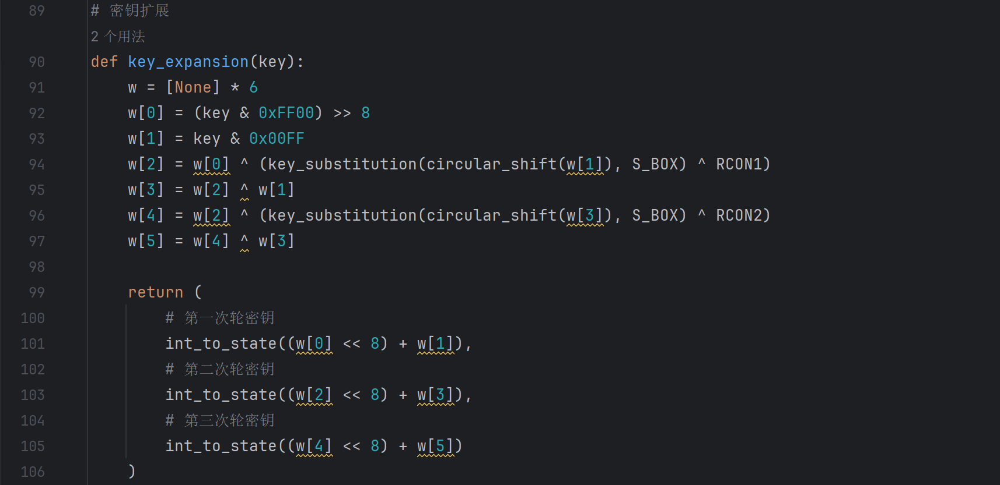 89 # 密钥扩展
2 个用法
90 def key_expansion(key):
91     w = [None] * 6
92     w[0] = (key & 0xFF00) >> 8
93     w[1] = key & 0x00FF
94     w[2] = w[0] ^ (key_substitution(circular_shift(w[1]), S_BOX) ^ RCON1)
95     w[3] = w[2] ^ w[1]
96     w[4] = w[2] ^ (key_substitution(circular_shift(w[3]), S_BOX) ^ RCON2)
97     w[5] = w[4] ^ w[3]
98
99     return (
100         # 第一次轮密钥
101         int_to_state((w[0] << 8) + w[1]),
102         # 第二次轮密钥
103         int_to_state((w[2] << 8) + w[3]),
104         # 第三次轮密钥
105         int_to_state((w[4] << 8) + w[5])
106     )